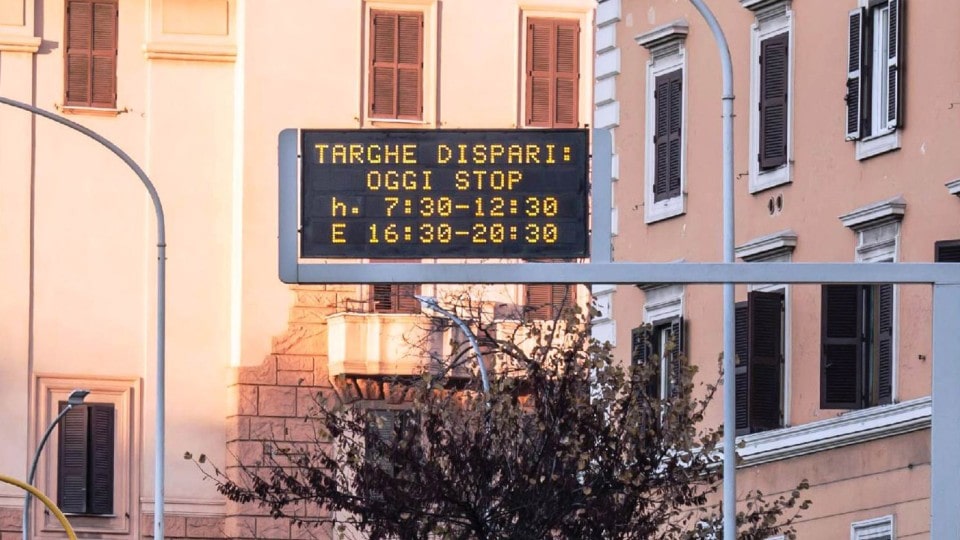 TARGHE DISPARI:
OGGI STOP
h. 7:30-12:30
E 16:30-20:30